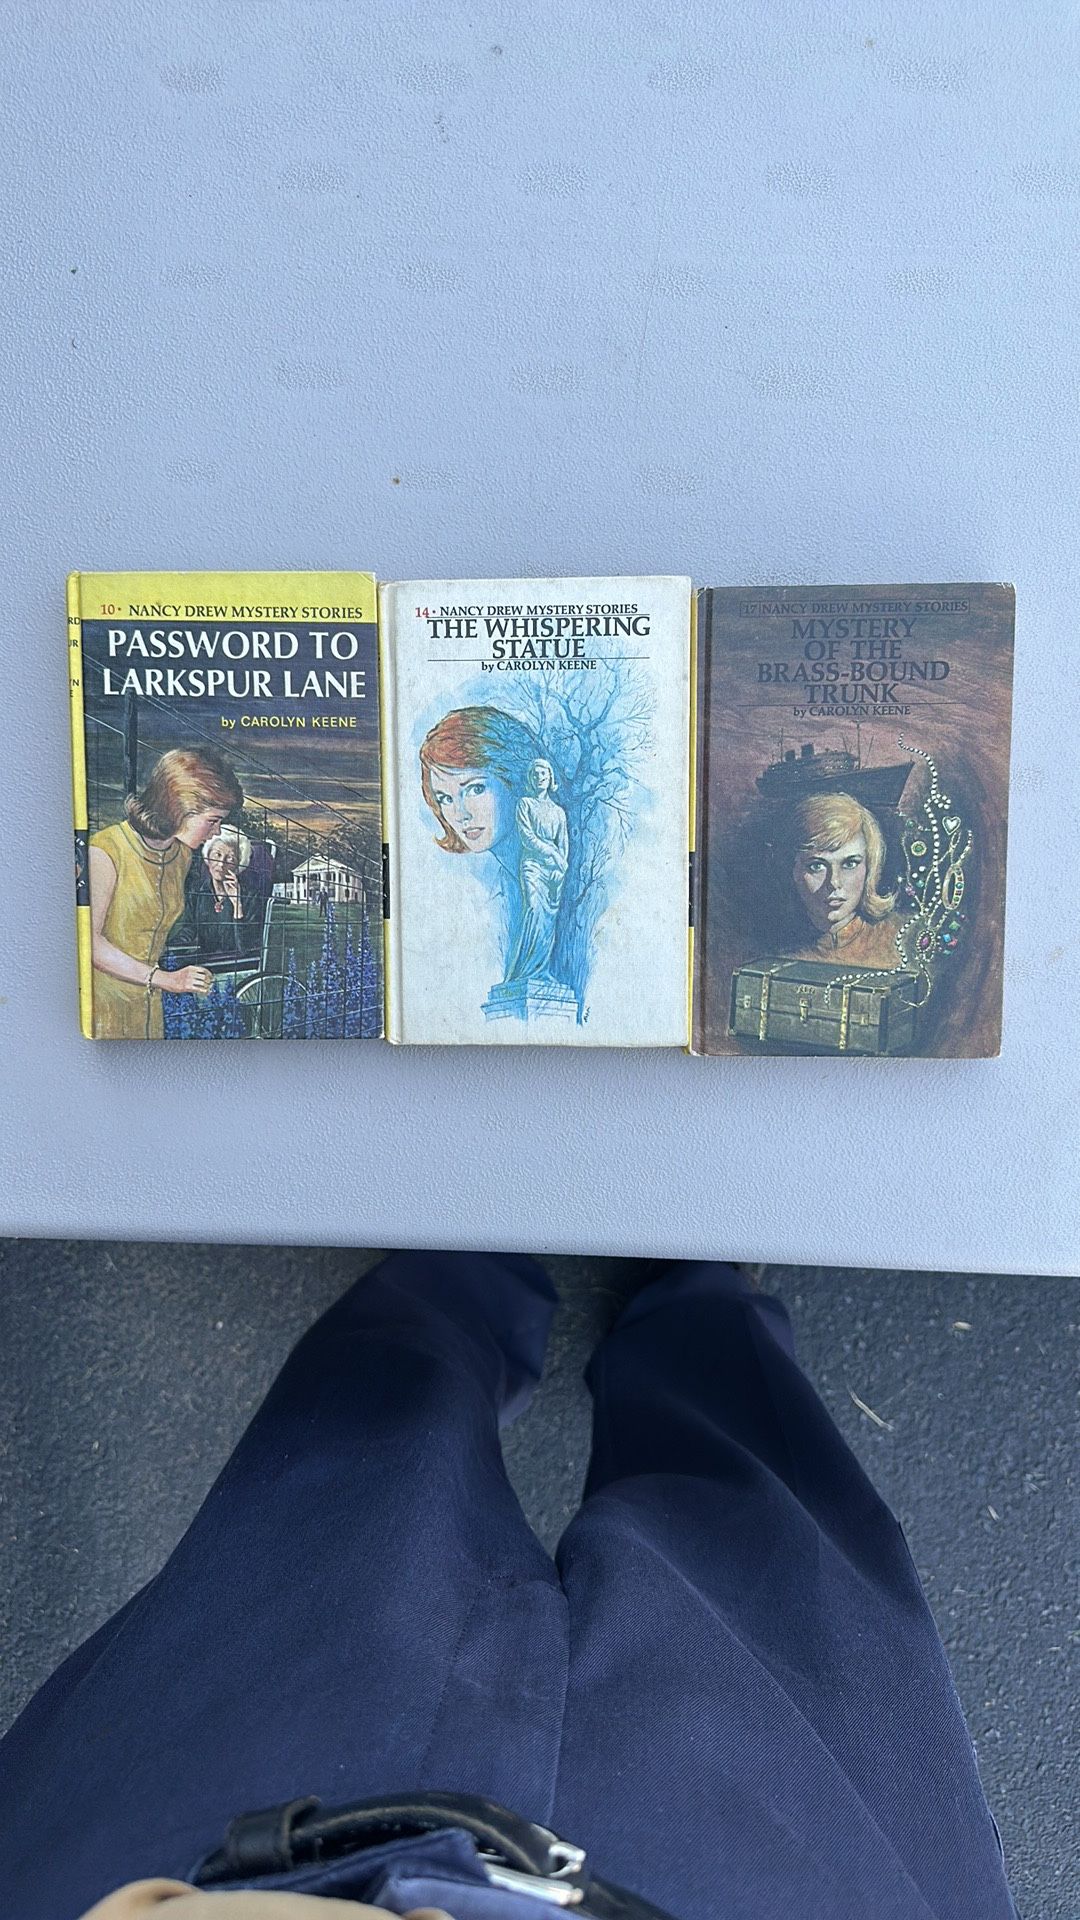 10• NANCY DREW MYSTERY STORIES
PASSWORD TO
LARKSPUR LANE
by CAROLYN KEENE
14• NANCY DREW MYSTERY STORIES
THE WHISPERING
STATUE
by CAROLYN KEENE
17 NANCY DREW MYSTERY STORIES
MYSTERY
OF THE
BRASS-BOUND
TRUNK
by CAROLYN KEENE